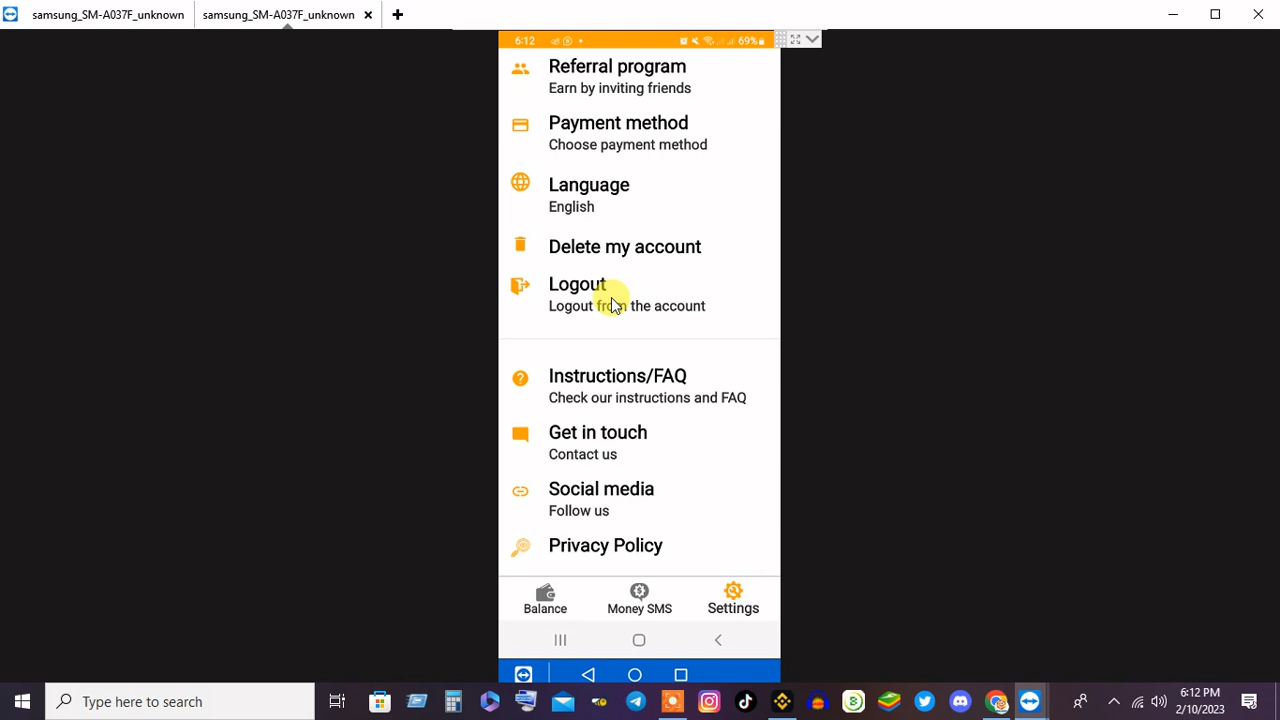 samsung_SM-A037F_unknown
samsung_SM-A037F_unknown
6:12
69%
Referral program
Earn by inviting friends
Payment method
Choose payment method
Language
English
Delete my account
Logout
Logout from the account
Instructions/FAQ
Check our instructions and FAQ
Get in touch
Contact us
Social media
Follow us
Privacy Policy
Balance
Money SMS
Settings
Type here to search
6:12 PM
2/10/2023